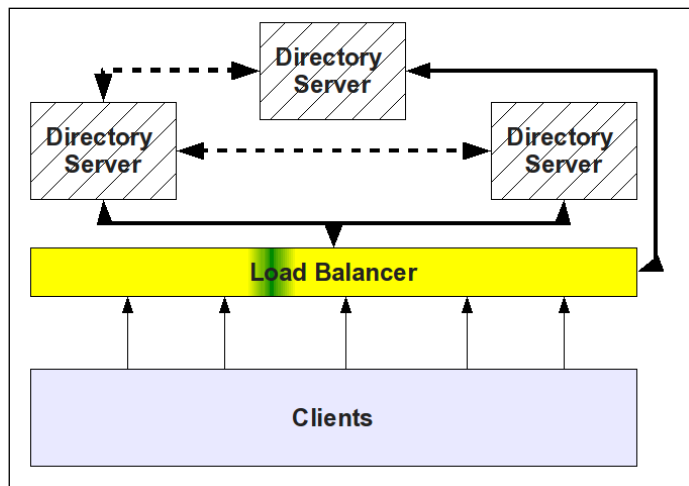 Directory
Server
Directory
Server
Directory
Server
Load Balancer
Clients